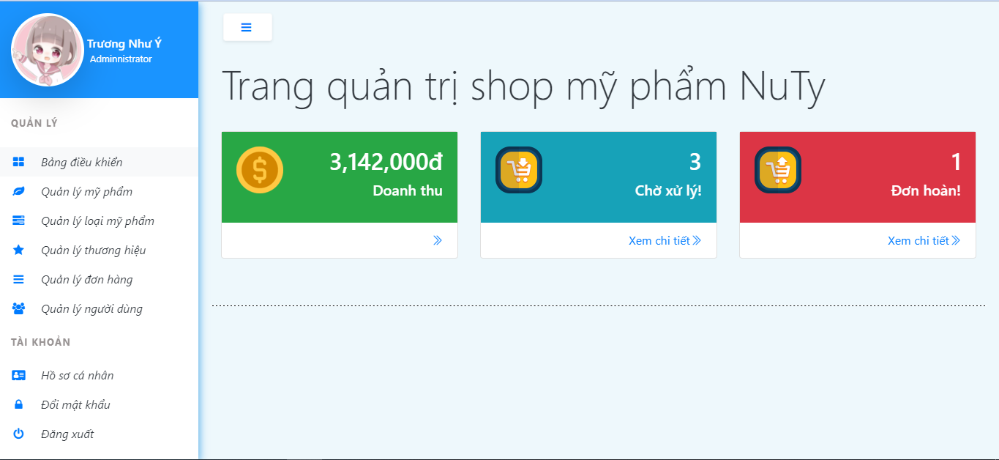 Trương Như Ý
Adminnistrator
QUẢN LÝ
Bảng điều khiển
Quản lý mỹ phẩm
Quản lý loại mỹ phẩm
Quản lý thương hiệu
Quản lý đơn hàng
Quản lý người dùng
TÀI KHOẢN
Hồ sơ cá nhân
Đổi mật khẩu
Đăng xuất
Trang quản trị shop mỹ phẩm NuTy
3,142,000đ
Doanh thu
3
Chờ xử lý!
Xem chi tiết
1
Đơn hoàn!
Xem chi tiết